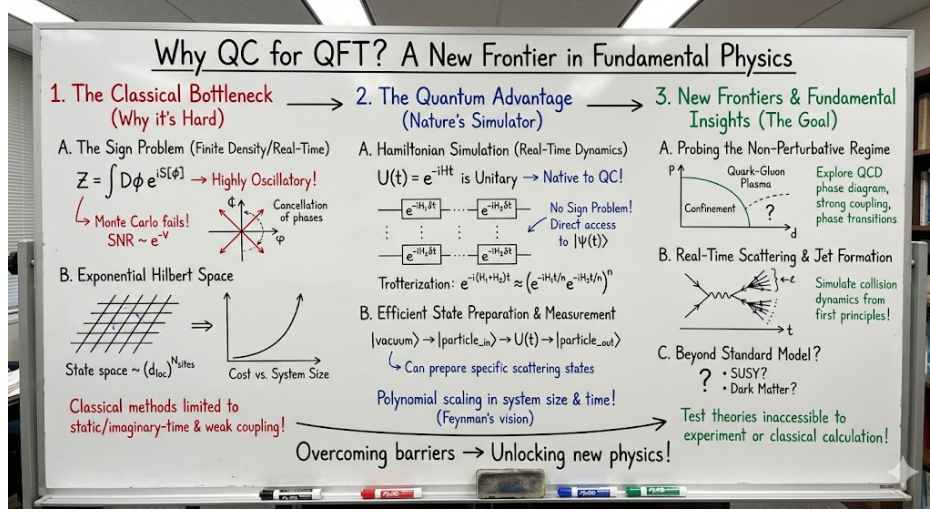 Why QC for QFT? A New Frontier in Fundamental Physics
1. The Classical Bottleneck
(Why it's Hard)
A. The Sign Problem (Finite Density/Real-Time)
Z = ∫Dϕ e^{iS[ϕ]} → Highly Oscillatory!
Monte Carlo fails!
SNR ~ e^{-V}
Cancellation
of phases
φ
B. Exponential Hilbert Space
⇒
State space ~ (d_loc)^{N_sites}
Cost vs. System Size
Classical methods limited to
static/imaginary-time & weak coupling!
2. The Quantum Advantage
(Nature's Simulator)
A. Hamiltonian Simulation (Real-Time Dynamics)
U(t) = e^{-iHt} is Unitary → Native to QC!
e^{-iH₁δt} e^{-iH₂δt}
e^{-iH₁δt} e^{-iH₂δt}
No Sign Problem!
Direct access
to |ψ(t)⟩
Trotterization: e^{-i(H₁+H₂)t} ≈ (e^{-iH₁t/n}e^{-iH₂t/n})^n
B. Efficient State Preparation & Measurement
|vacuum⟩ → |particle_in⟩ → U(t) → |particle_out⟩
Can prepare specific scattering states
Polynomial scaling in system size & time!
(Feynman's vision)
3. New Frontiers & Fundamental
Insights (The Goal)
A. Probing the Non-Perturbative Regime
P
Quark-Gluon
Plasma
Confinement
?
d
Explore QCD
phase diagram,
strong coupling,
phase transitions
B. Real-Time Scattering & Jet Formation
t
Simulate collision
dynamics from
first principles!
C. Beyond Standard Model?
?
• SUSY?
• Dark Matter?
Test theories inaccessible to
experiment or classical calculation!
Overcoming barriers → Unlocking new physics!